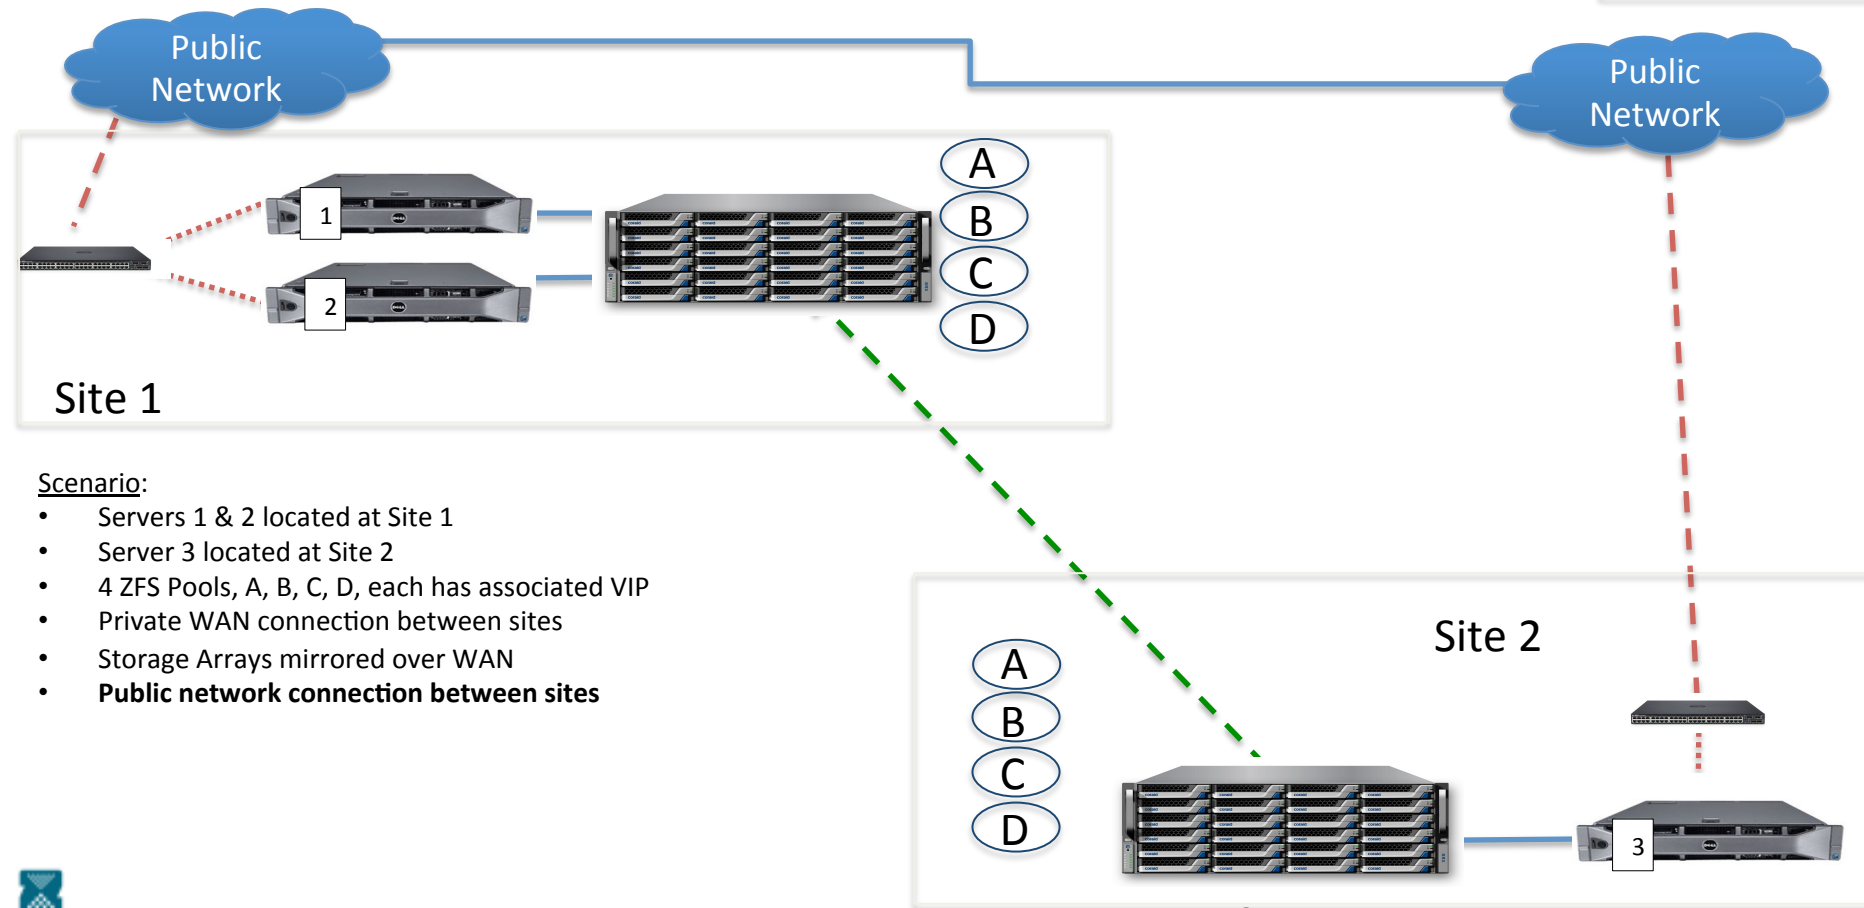 Public
Network
Public
Network
1
2
A
B
C
D
Site 1
Scenario:
• Servers 1 & 2 located at Site 1
• Server 3 located at Site 2
• 4 ZFS Pools, A, B, C, D, each has associated VIP
• Private WAN connection between sites
• Storage Arrays mirrored over WAN
• Public network connection between sites
Site 2
A
B
C
D
3